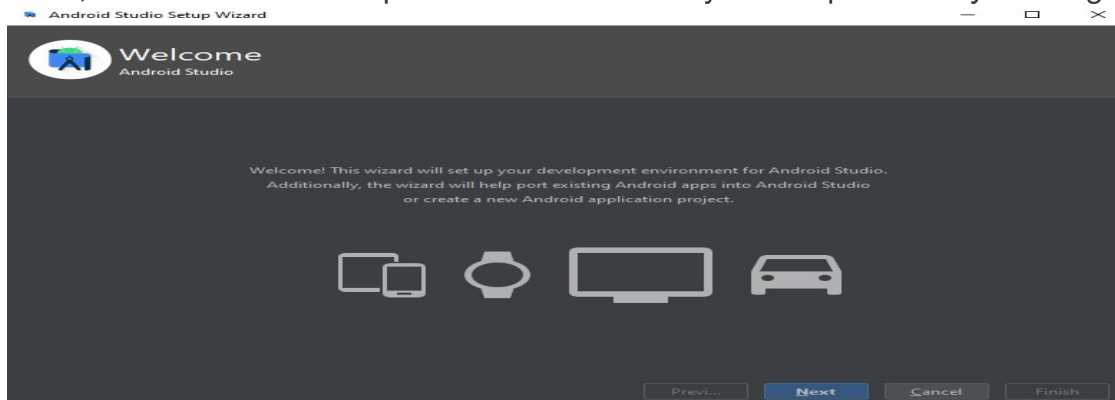 Android Studio Setup Wizard
Welcome
Android Studio
Welcome! This wizard will set up your development environment for Android Studio.
Additionally, the wizard will help port existing Android apps into Android Studio
or create a new Android application project.
Previ... Next Cancel Finish